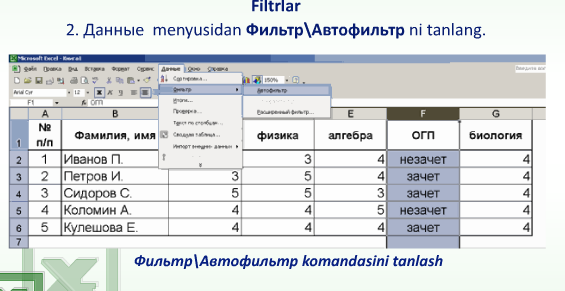 Filtrlar
2. Данные menyusidan Фильтр\Автофильтр ni tanlang.
Microsoft Excel - Книга1
Файл Правка Вид Вставка Формат Сервис Данные Окно Справка
Сортировка...
Фильтр
Автофильтр
Итоги...
Расширенный фильтр...
Проверка...
Текст по столбцам...
Сводная таблица...
Импорт внешних данных
150%
Arial Cyr 12
F1 ОГП
A B D E F G
1 № п/п Фамилия, имя физика алгебра ОГП биология
2 1 Иванов П. 3 4 незачет 4
3 2 Петров И. 3 5 4 зачет 4
4 3 Сидоров С. 5 5 3 зачет 4
5 4 Коломин А. 4 4 5 незачет 4
6 5 Кулешова Е. 4 4 4 зачет 4
7
Фильтр\Автофильтр komandasini tanlash